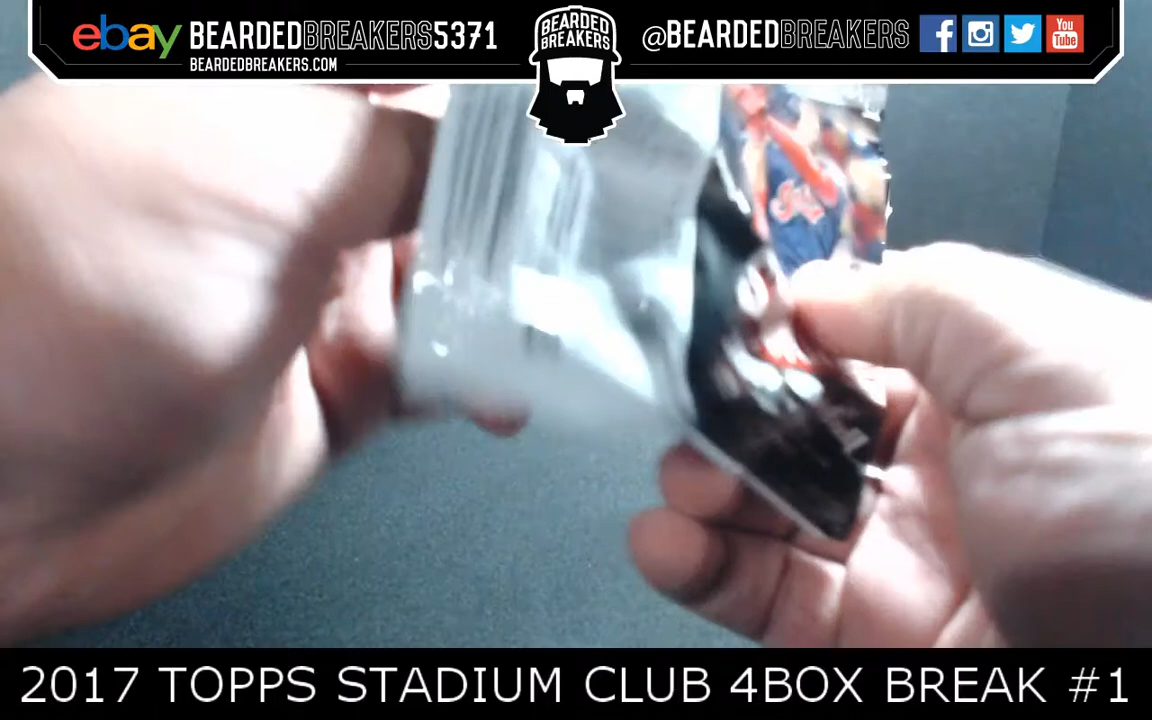 ebay BEARDEDBREAKERS5371
BEARDEDBREAKERS.COM
BEARDED
BREAKERS
@BEARDEDBREAKERS
You
Tube
2017 TOPPS STADIUM CLUB 4BOX BREAK #1